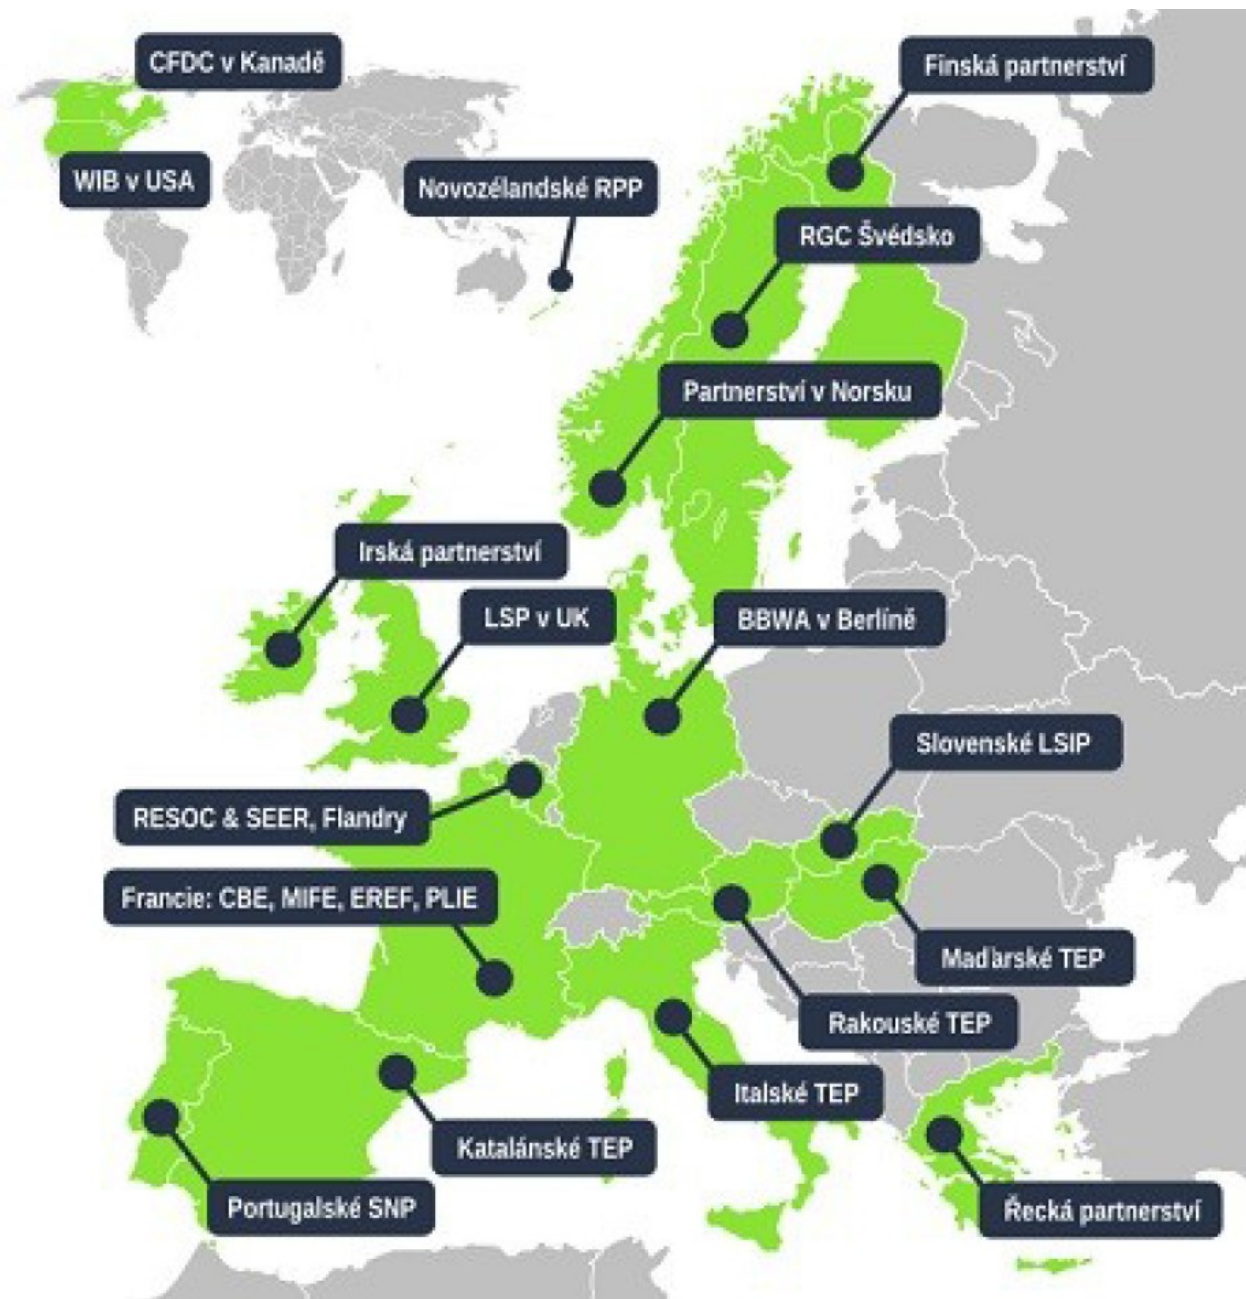 CFDC v Kanadě
Finská partnerství
WIB v USA
Novozélandské RPP
RGC Švédsko
Partnerství v Norsku
Irská partnerství
LSP v UK
BBWA v Berlíně
Slovenské LSIP
RESOC & SEER, Flandry
Francie: CBE, MIFE, EREF, PLIE
Maďarské TEP
Rakouské TEP
Italské TEP
Katalánské TEP
Portugalské SNP
Řecká partnerství